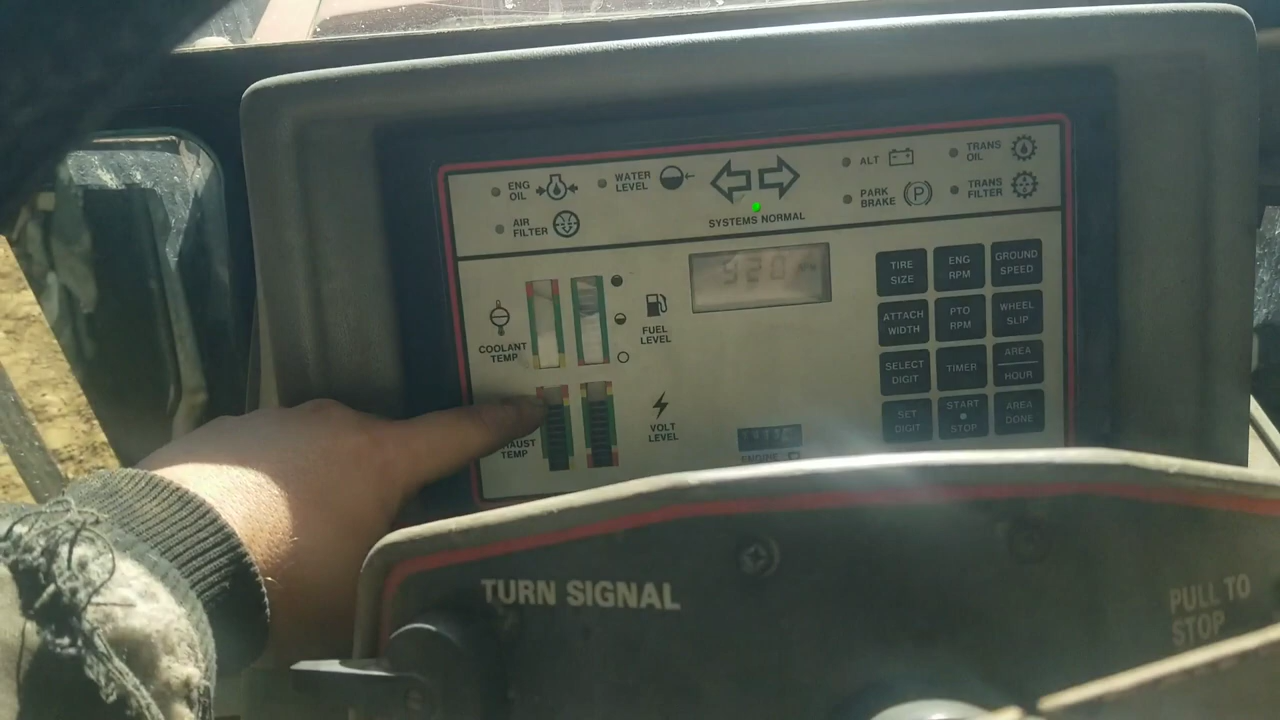 ENG
OIL
WATER
LEVEL
ALT
TRANS
OIL
AIR
FILTER
SYSTEMS NORMAL
PARK
BRAKE
P
TRANS
FILTER
920
TIRE
SIZE
ENG
RPM
GROUND
SPEED
COOLANT
TEMP
FUEL
LEVEL
ATTACH
WIDTH
PTO
RPM
WHEEL
SLIP
SELECT
DIGIT
TIMER
AREA
HOUR
TEMP
VOLT
LEVEL
SET
DIGIT
START
STOP
AREA
DONE
ENGINE
TURN SIGNAL
PULL TO
STOP